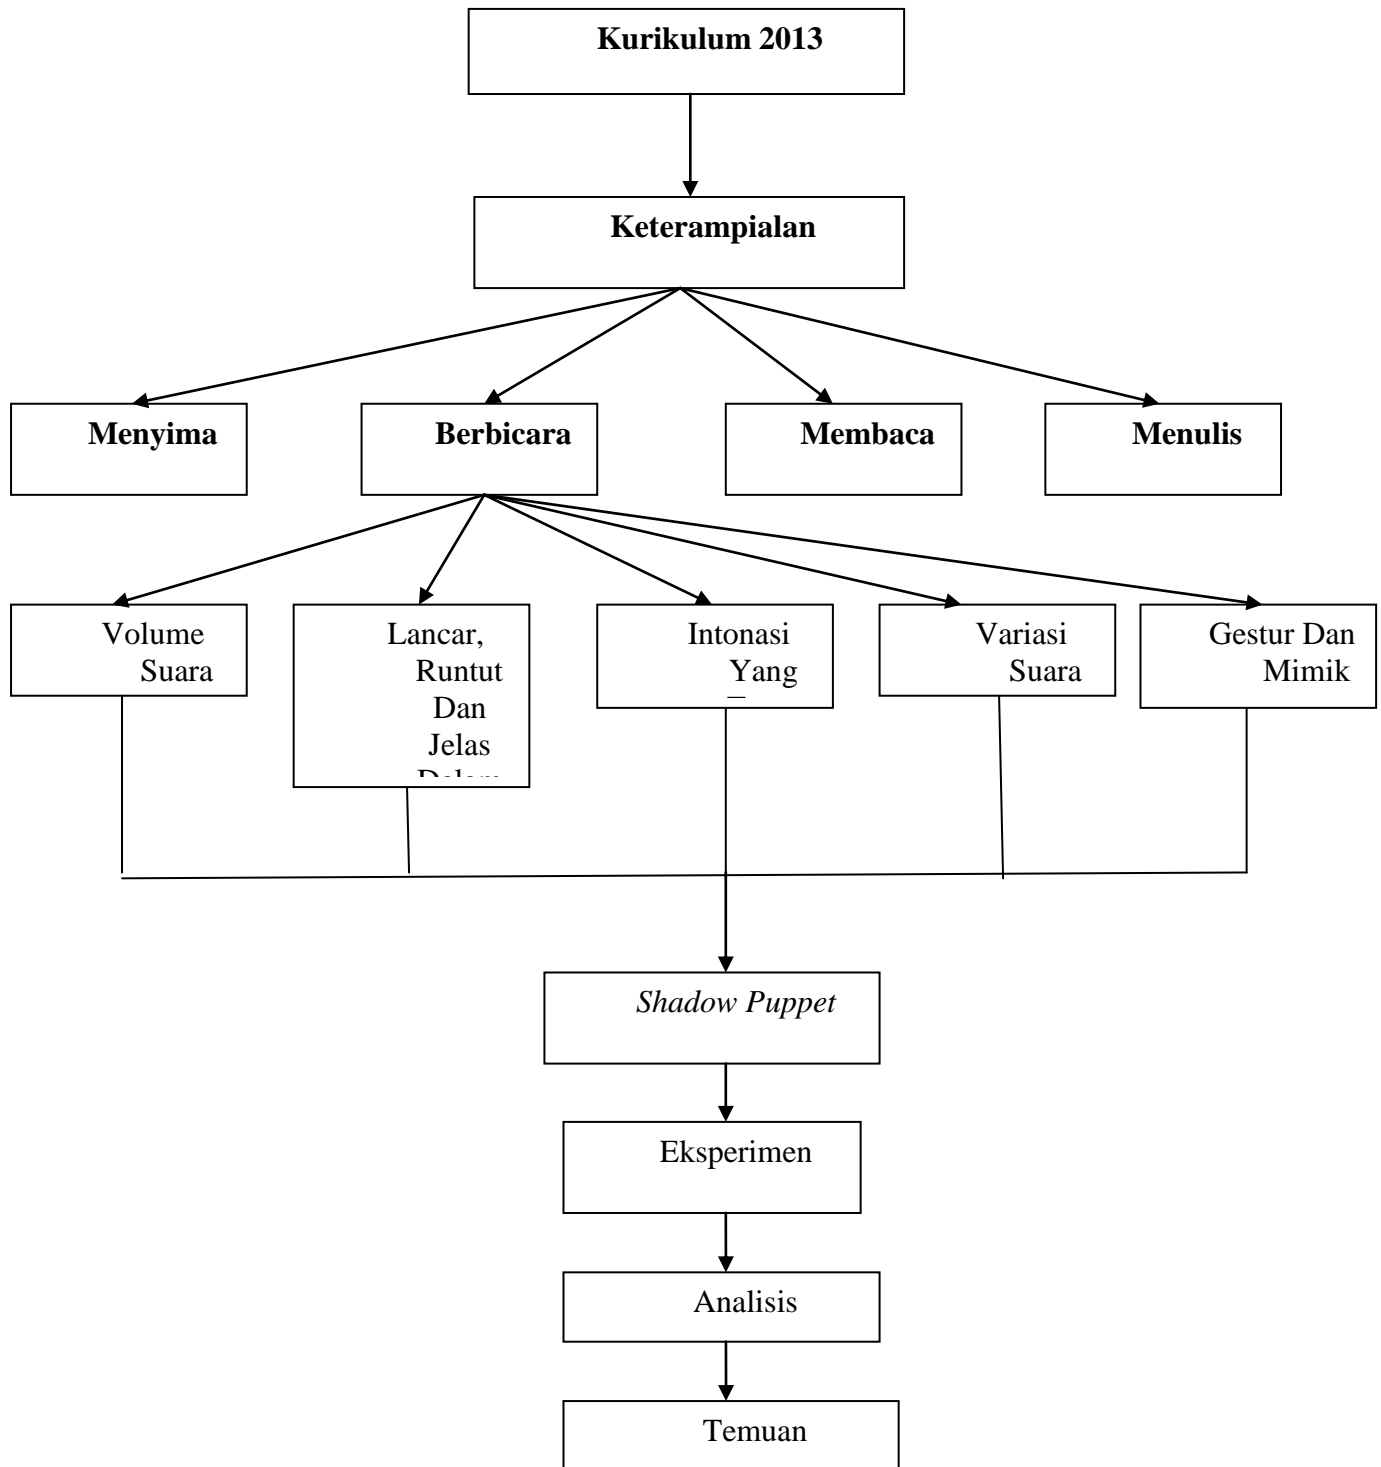 Kurikulum 2013
Keterampialan
Menyima
Berbicara
Membaca
Menulis
Volume
Suara
Lancar,
Runtut
Dan
Jelas
Intonasi
Yang
Variasi
Suara
Gestur Dan
Mimik
Shadow Puppet
Eksperimen
Analisis
Temuan